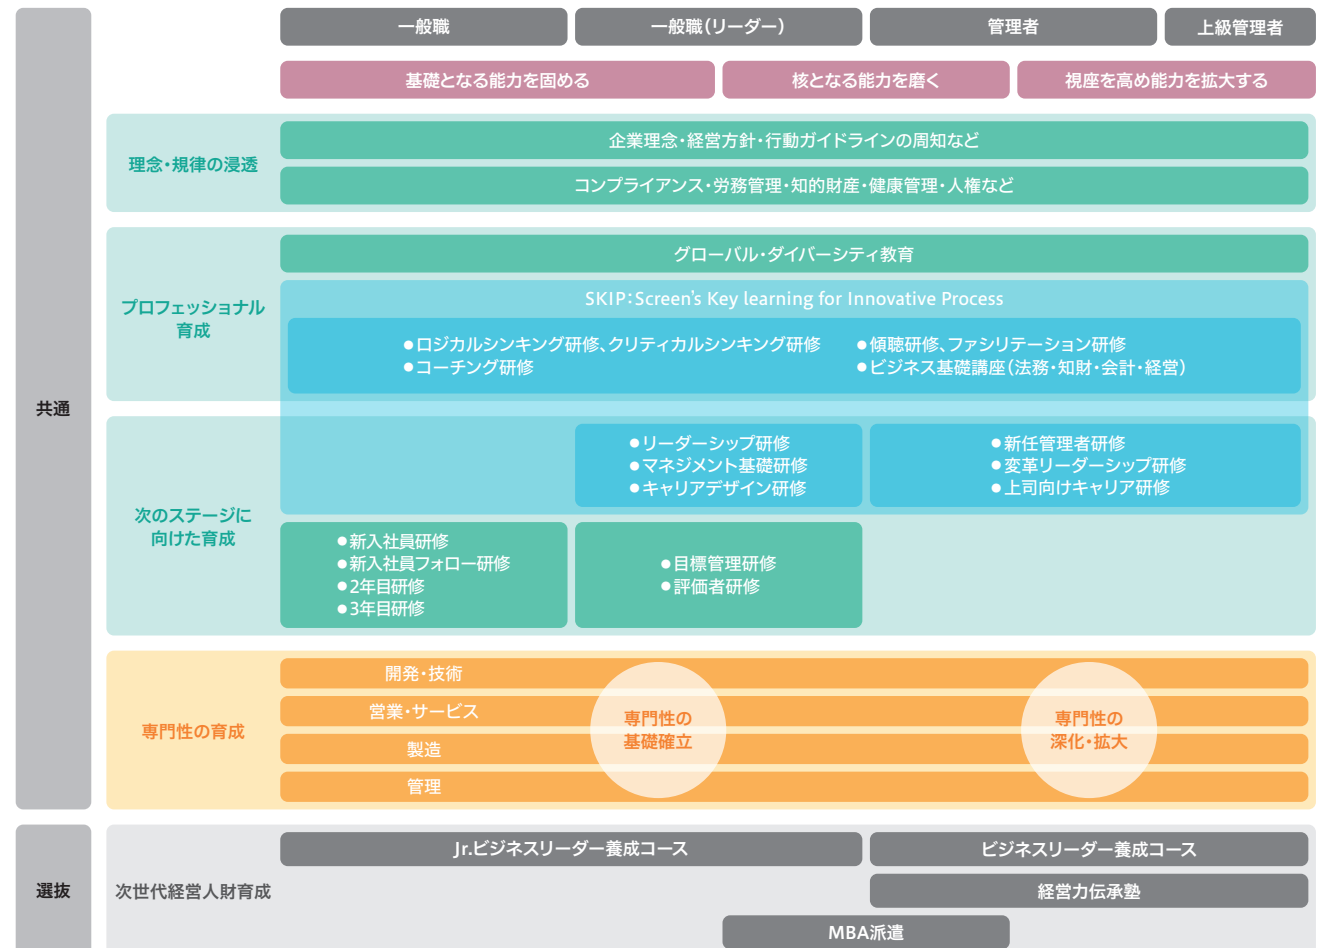 一般職
一般職(リーダー)
管理者
上級管理者
基礎となる能力を固める
核となる能力を磨く
視座を高め能力を拡大する
共通
理念・規律の浸透
企業理念・経営方針・行動ガイドラインの周知など
コンプライアンス・労務管理・知的財産・健康管理・人権など
プロフェッショナル
育成
グローバル・ダイバーシティ教育
SKIP:Screen's Key learning for Innovative Process
●ロジカルシンキング研修、クリティカルシンキング研修
●コーチング研修
●傾聴研修、ファシリテーション研修
●ビジネス基礎講座(法務・知財・会計・経営)
次のステージに
向けた育成
●リーダーシップ研修
●マネジメント基礎研修
●キャリアデザイン研修
●新任管理者研修
●変革リーダーシップ研修
●上司向けキャリア研修
●新入社員研修
●新入社員フォロー研修
●2年目研修
●3年目研修
●目標管理研修
●評価者研修
専門性の育成
開発・技術
営業・サービス
製造
管理
専門性の
基礎確立
専門性の
深化・拡大
選抜
次世代経営人財育成
Jr.ビジネスリーダー養成コース
ビジネスリーダー養成コース
経営力伝承塾
MBA派遣